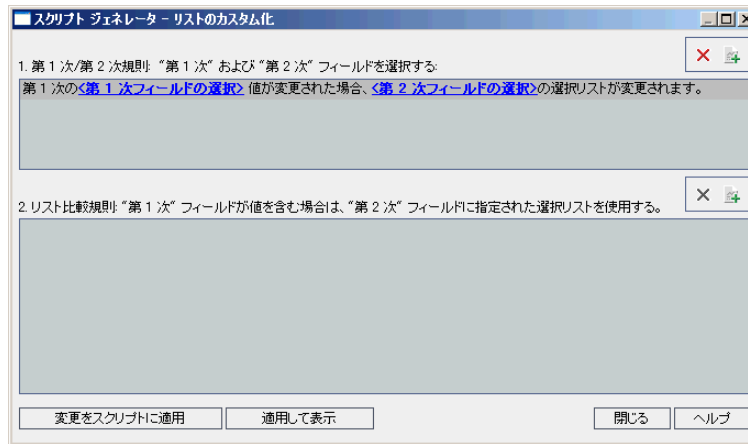 スクリプト ジェネレータ - リストのカスタム化
1. 第 1 次/第 2 次規則: "第 1 次" および "第 2 次" フィールドを選択する:
第 1 次の<第 1 次フィールドの選択> 値が変更された場合、<第 2 次フィールドの選択>の選択リストが変更されます。
2. リスト比較規則: "第 1 次" フィールドが値を含む場合は、"第 2 次" フィールドに指定された選択リストを使用する。
変更をスクリプトに適用 適用して表示 閉じる ヘルプ